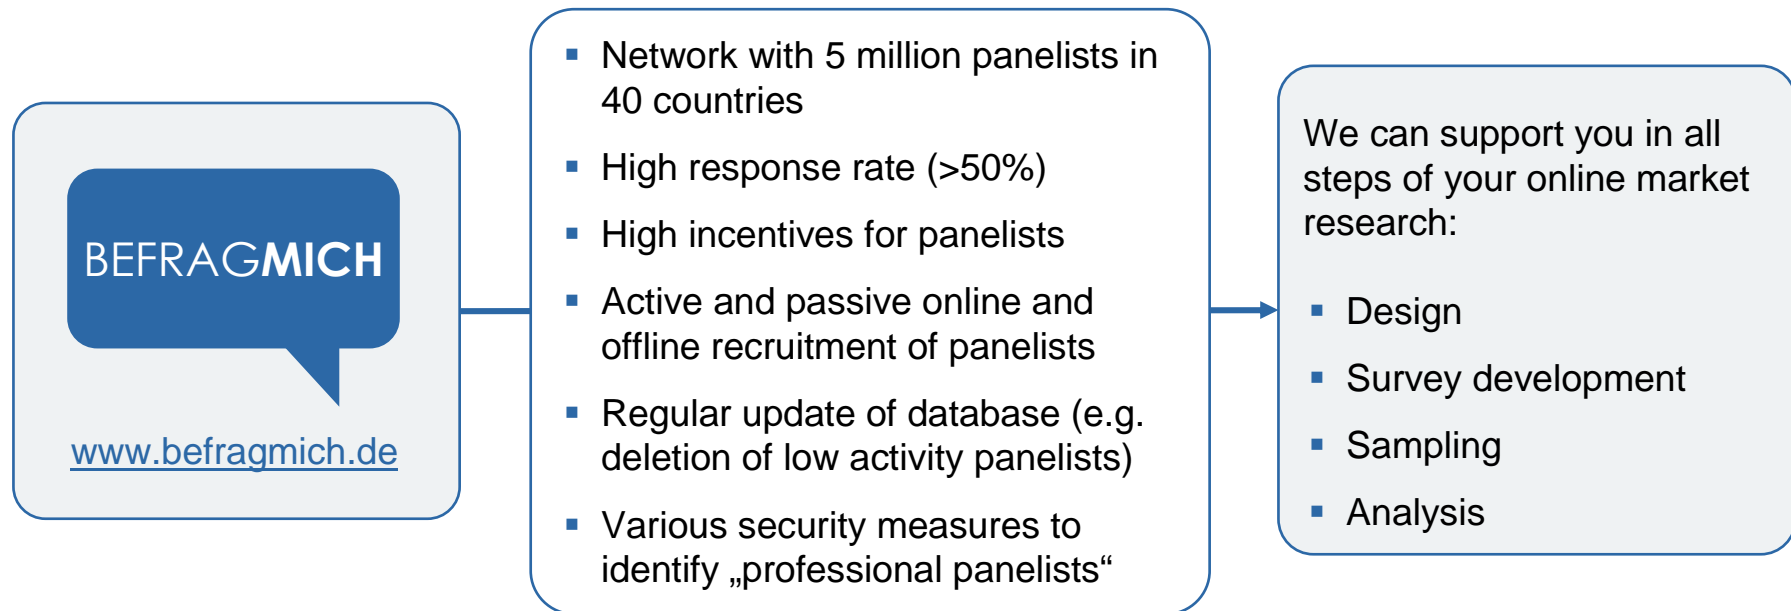 BEFRAGMICH
www.befragmich.de
▪ Network with 5 million panelists in
40 countries
▪ High response rate (>50%)
▪ High incentives for panelists
▪ Active and passive online and
offline recruitment of panelists
▪ Regular update of database (e.g.
deletion of low activity panelists)
▪ Various security measures to
identify „professional panelists“
We can support you in all
steps of your online market
research:
▪ Design
▪ Survey development
▪ Sampling
▪ Analysis